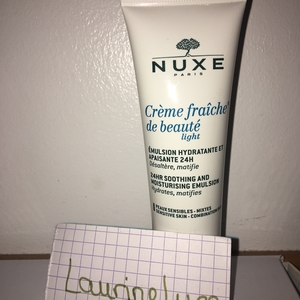 NUXE
PARIS
Crème fraîche
de beauté
light
ÉMULSION HYDRATANTE ET
APAISANTE 24H
Désaltère, matifie
24HR SOOTHING AND
MOISTURISING EMULSION
Hydrates, matifies
PEAUX SENSIBLES - MIXTES
SENSITIVE SKIN - COMBINATION